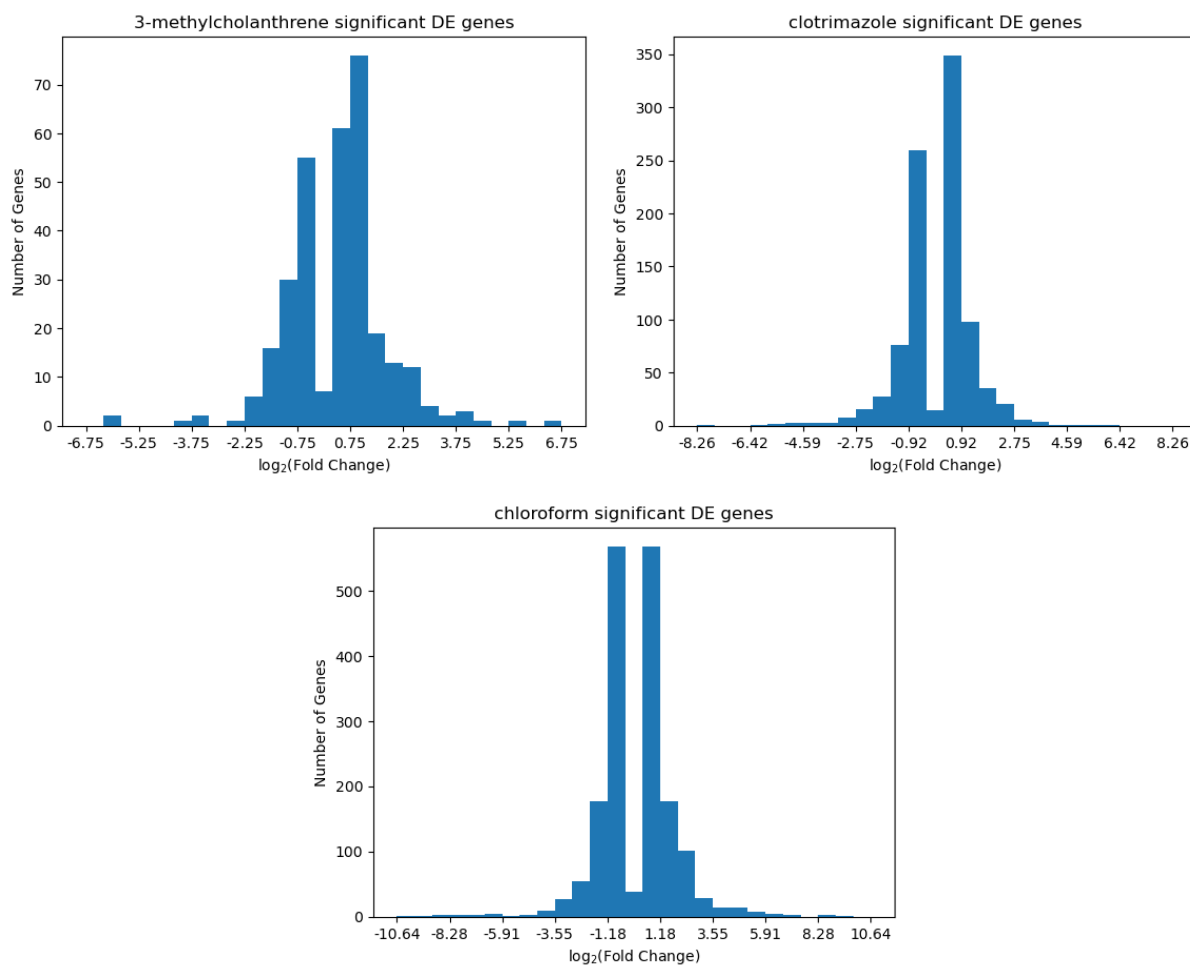 3-methylcholanthrene significant DE genes
Number of Genes
70
60
50
40
30
20
10
0
-6.75 -5.25 -3.75 -2.25 -0.75 0.75 2.25 3.75 5.25 6.75
log2(Fold Change)
clotrimazole significant DE genes
Number of Genes
350
300
250
200
150
100
50
0
-8.26 -6.42 -4.59 -2.75 -0.92 0.92 2.75 4.59 6.42 8.26
log2(Fold Change)
chloroform significant DE genes
Number of Genes
500
400
300
200
100
0
-10.64 -8.28 -5.91 -3.55 -1.18 1.18 3.55 5.91 8.28 10.64
log2(Fold Change)